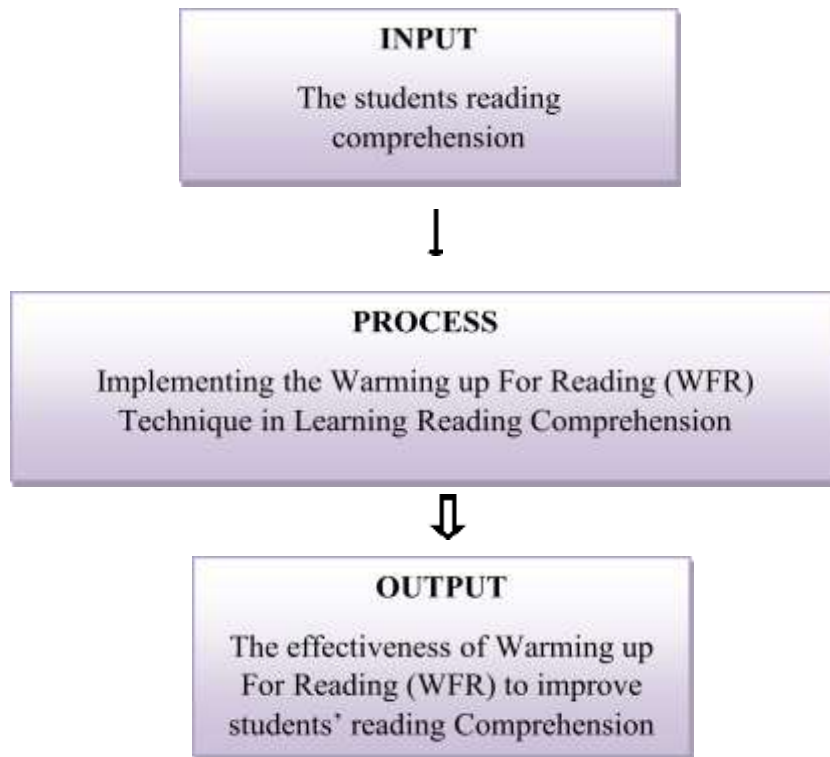 INPUT
The students reading
comprehension
PROCESS
Implementing the Warming up For Reading (WFR)
Technique in Learning Reading Comprehension
OUTPUT
The effectiveness of Warming up
For Reading (WFR) to improve
students’ reading Comprehension